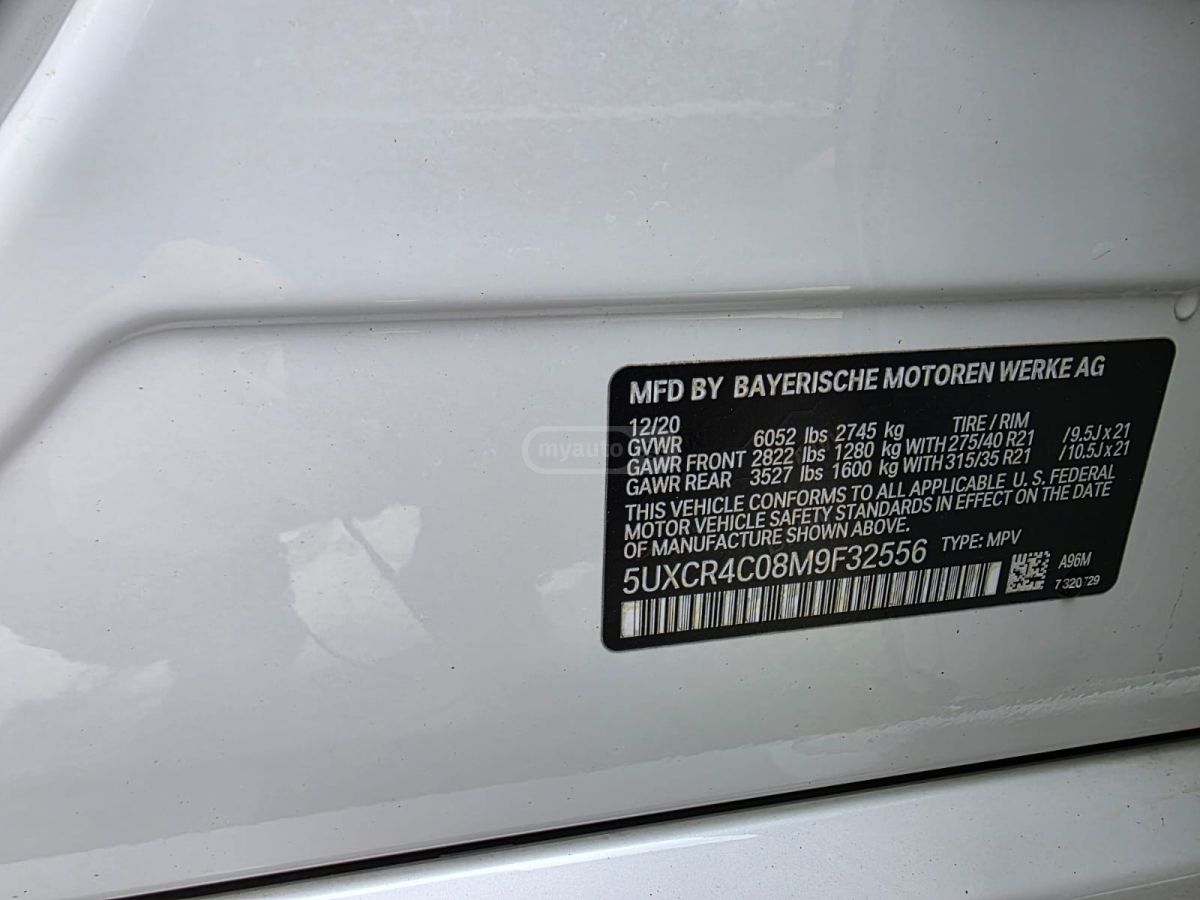 MFD BY BAYERISCHE MOTOREN WERKE AG
12/20 TIRE / RIM
GVWR 6052 lbs 2745 kg
GAWR FRONT 2822 lbs 1280 kg WITH 275/40 R21 /9.5J x 21
GAWR REAR 3527 lbs 1600 kg WITH 315/35 R21 /10.5J x 21
THIS VEHICLE CONFORMS TO ALL APPLICABLE U. S. FEDERAL
MOTOR VEHICLE SAFETY STANDARDS IN EFFECT ON THE DATE
OF MANUFACTURE SHOWN ABOVE.
5UXCR4C08M9F32556 TYPE: MPV
A96M
7320729
myauto